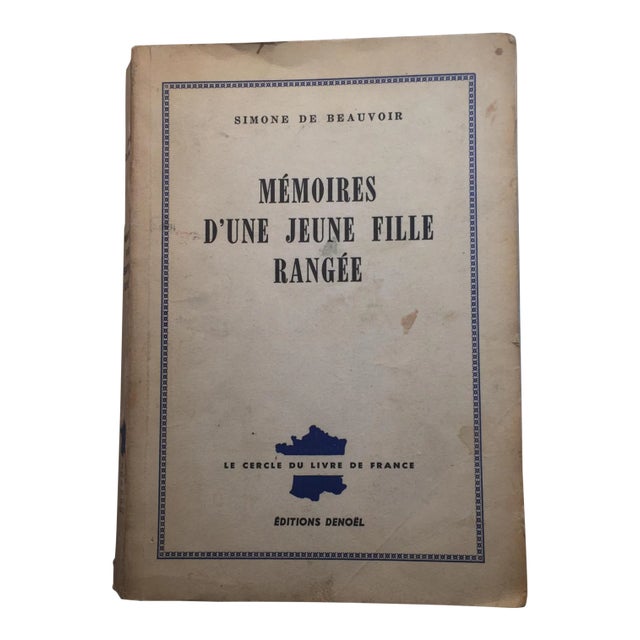 SIMONE DE BEAUVOIR
MÉMOIRES
D'UNE JEUNE FILLE
RANGÉE
LE CERCLE DU LIVRE DE FRANCE
ÉDITIONS DENOËL